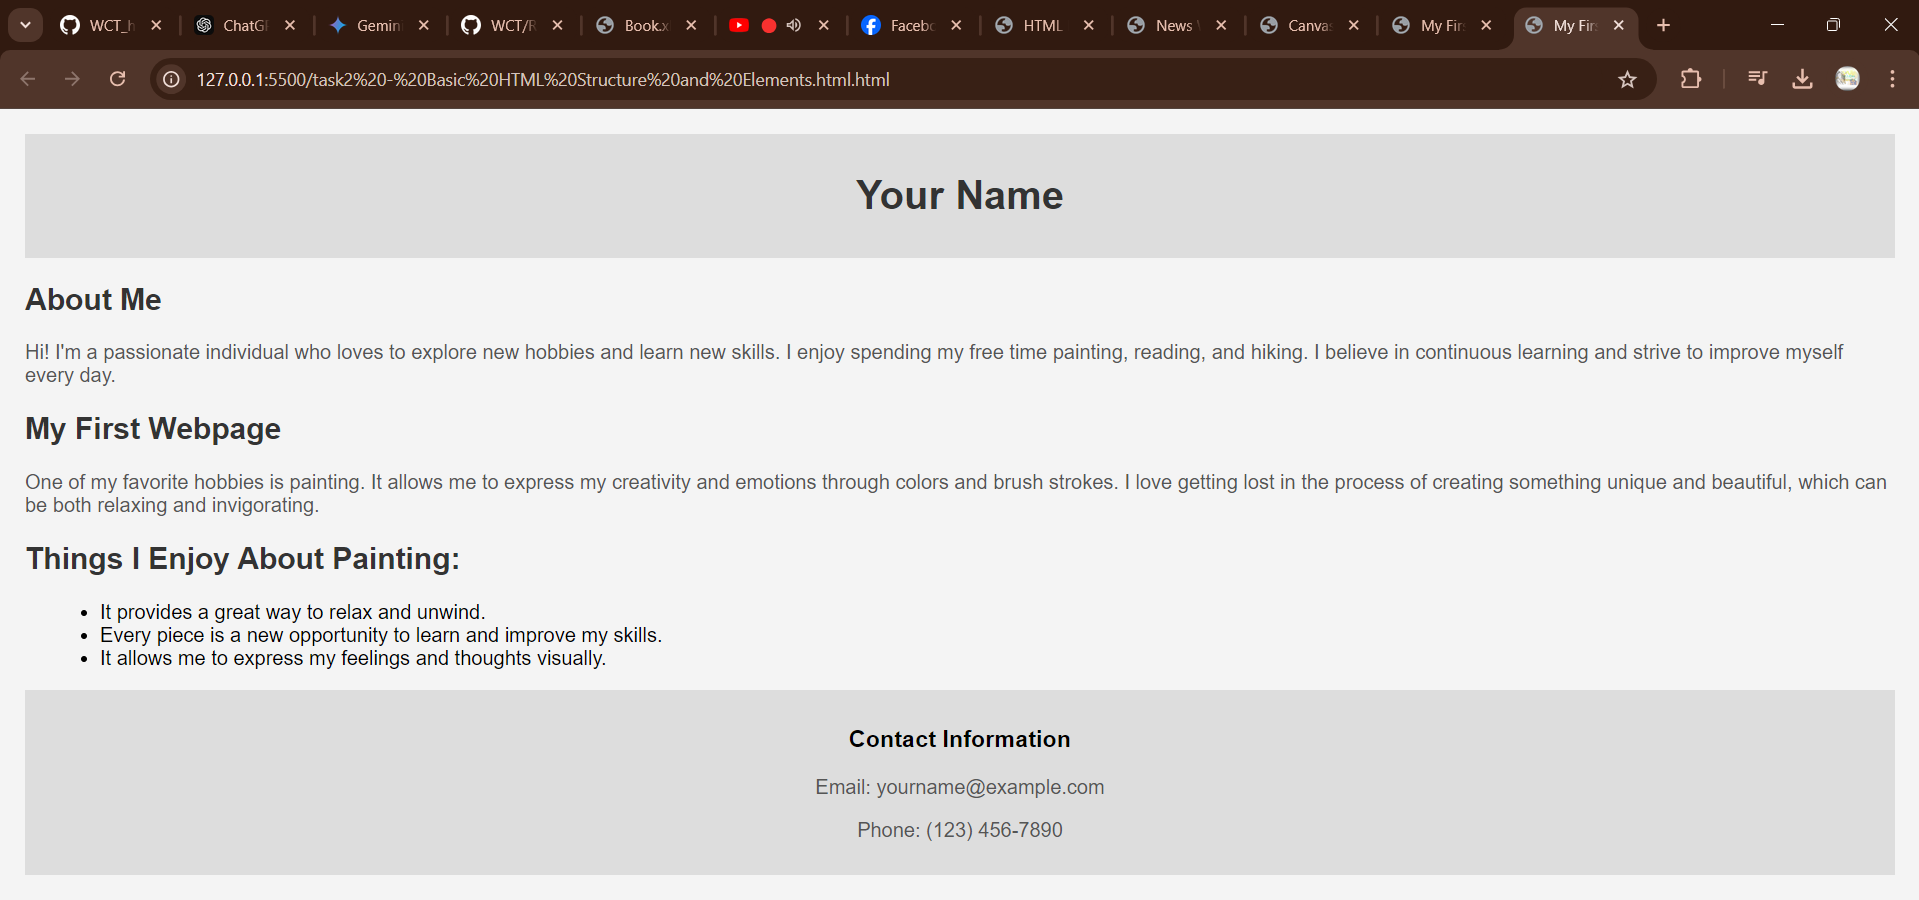 WCT_h
ChatG
Gemin
WCT/R
Book.x
Facebo
HTML
News
Canva
My Fir
My Fir
127.0.0.1:5500/task2%20-%20Basic%20HTML%20Structure%20and%20Elements.html.html
Your Name
About Me
Hi! I'm a passionate individual who loves to explore new hobbies and learn new skills. I enjoy spending my free time painting, reading, and hiking. I believe in continuous learning and strive to improve myself
every day.
My First Webpage
One of my favorite hobbies is painting. It allows me to express my creativity and emotions through colors and brush strokes. I love getting lost in the process of creating something unique and beautiful, which can
be both relaxing and invigorating.
Things I Enjoy About Painting:
• It provides a great way to relax and unwind.
• Every piece is a new opportunity to learn and improve my skills.
• It allows me to express my feelings and thoughts visually.
Contact Information
Email: yourname@example.com
Phone: (123) 456-7890